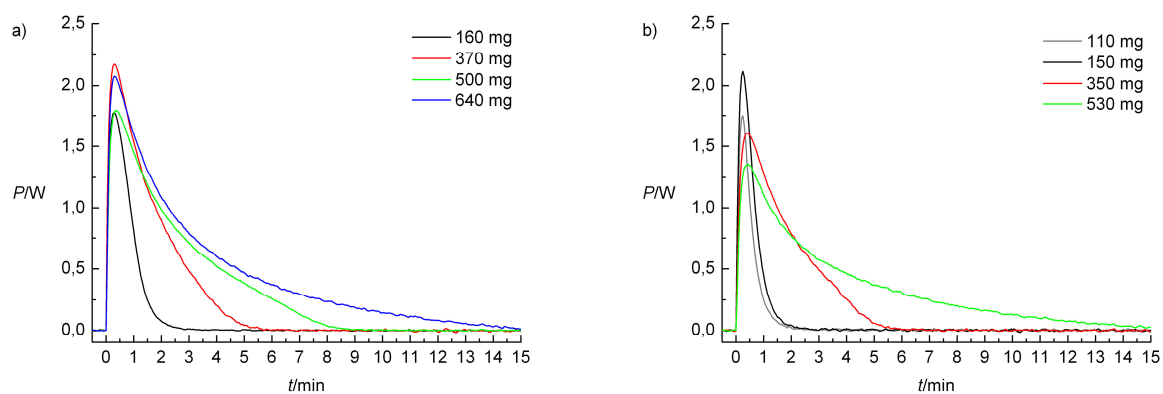 a)
2,5
2,0
1,5
1,0
0,5
0,0
P/W
160 mg
370 mg
500 mg
640 mg
0 1 2 3 4 5 6 7 8 9 10 11 12 13 14 15
t/min
b)
2,5
2,0
1,5
1,0
0,5
0,0
P/W
110 mg
150 mg
350 mg
530 mg
0 1 2 3 4 5 6 7 8 9 10 11 12 13 14 15
t/min